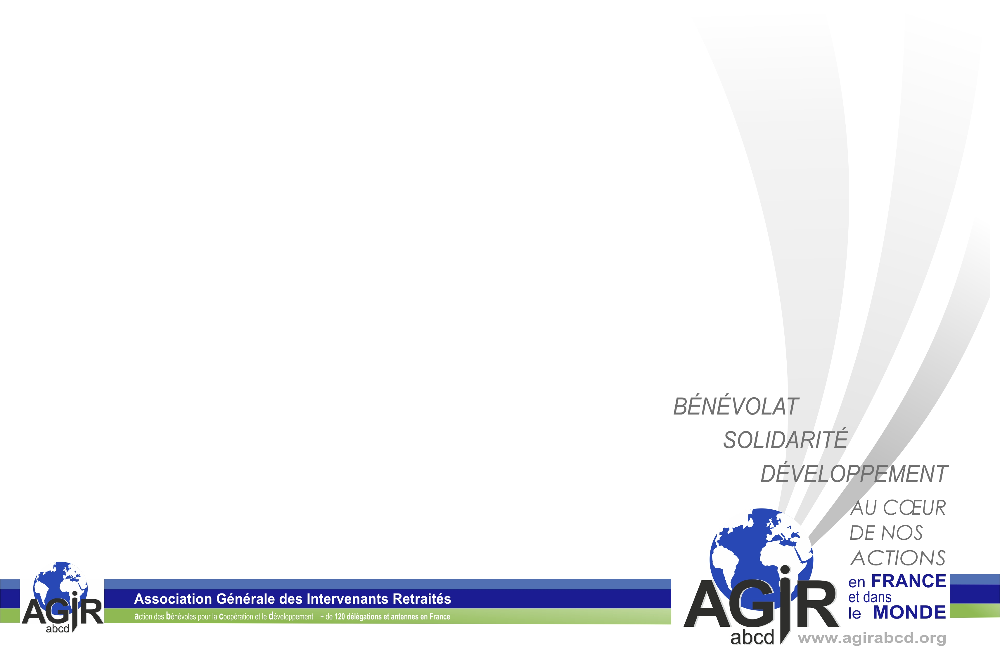 BÉNÉVOLAT
SOLIDARITÉ
DÉVELOPPEMENT
AU CŒUR
DE NOS
ACTIONS
en FRANCE
et dans
le MONDE
AGiR
abcd
www.agirabcd.org
AGiR
abcd
Association Générale des Intervenants Retraités
action des bénévoles pour la coopération et le développement + de 120 délégations et antennes en France